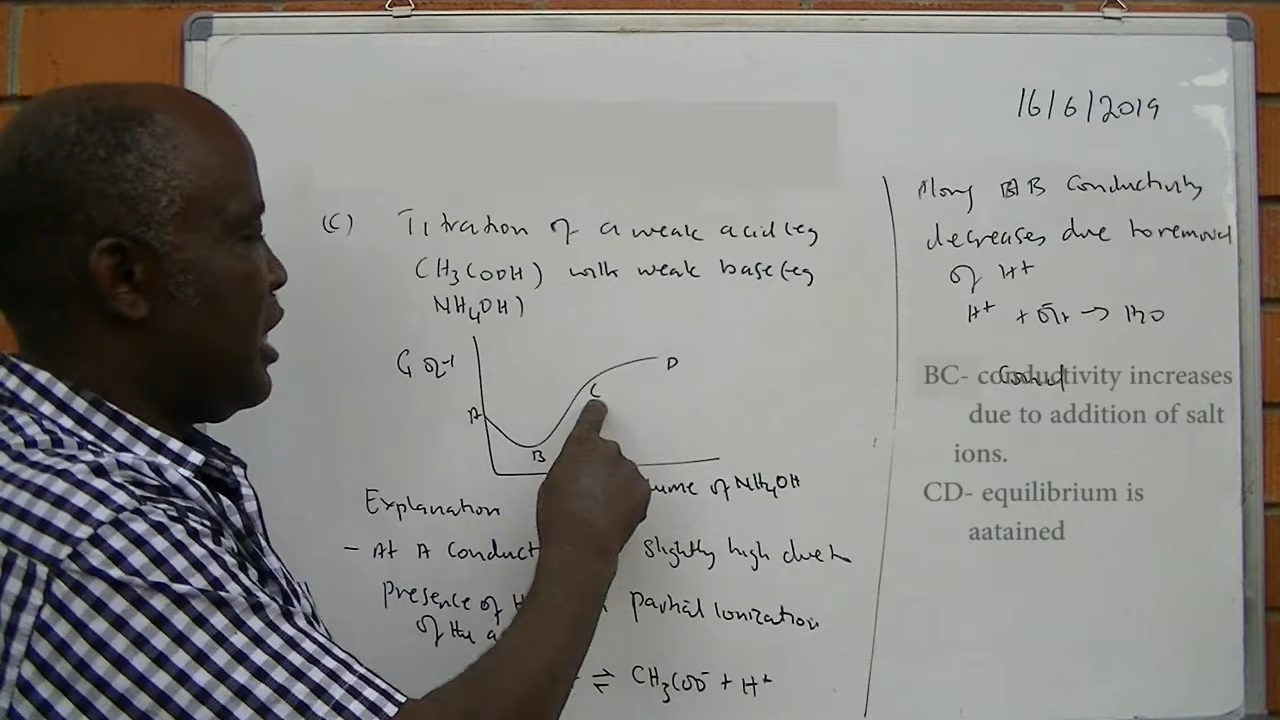 16/6/2019
(C) Titration of a weak acid (eg
CH3COOH) with weak base (eg
NH4OH)
G Ω-1
A
B
C
D
ume of NH4OH
Explanation
- At A Conduct slightly high due to
Presence of H partial ionization
of the a
⇌ CH3COO- + H+
Along AB Conductivity
decreases due to removal
of H+
H+ + OH- → H2O
Cond
BC- conductivity increases
due to addition of salt
ions.
CD- equilibrium is
aatained